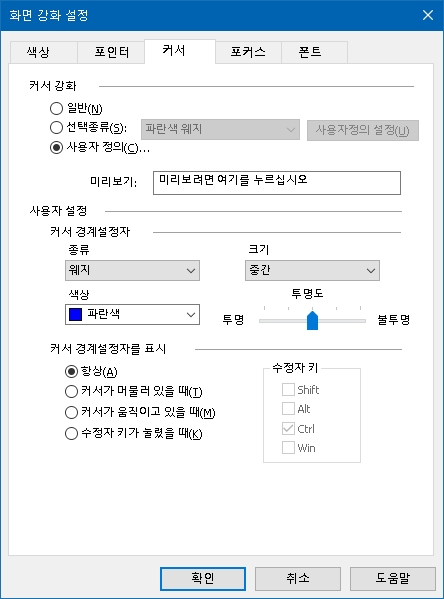 화면 강화 설정
색상 포인터 커서 포커스 폰트
커서 강화
일반(N)
선택종류(S): 파란색 웨지 사용자정의 설정(U)
사용자 정의(C)...
미리보기: 미리보려면 여기를 누르십시오
사용자 설정
커서 경계설정자
종류 크기
웨지 중간
색상 투명도
파란색 투명 불투명
커서 경계설정자를 표시
항상(A) 수정자 키
커서가 머물러 있을 때(T) Shift
커서가 움직이고 있을 때(M) Alt
수정자 키가 눌렸을 때(K) Ctrl
Win
확인 취소 도움말